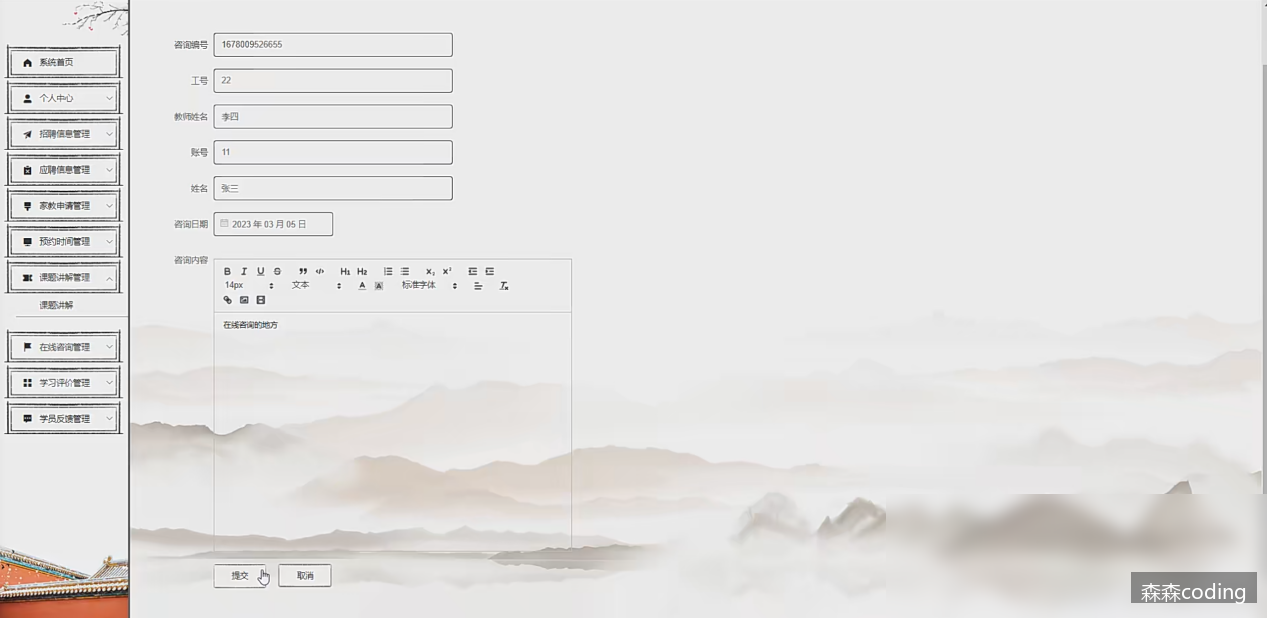 系统首页
个人中心
招聘信息管理
应聘信息管理
家教申请管理
预约时间管理
课题讲解管理
课题讲解
在线咨询管理
学习评价管理
学员反馈管理
咨询编号 1678009526655
工号 22
教师姓名 李四
账号 11
姓名 张三
咨询日期 2023 年 03 月 05 日
咨询内容
B I U S H1 H2 X2 X2
14px 文本 A A 标准字体 Tx
在线咨询的地方
提交 取消
森森coding